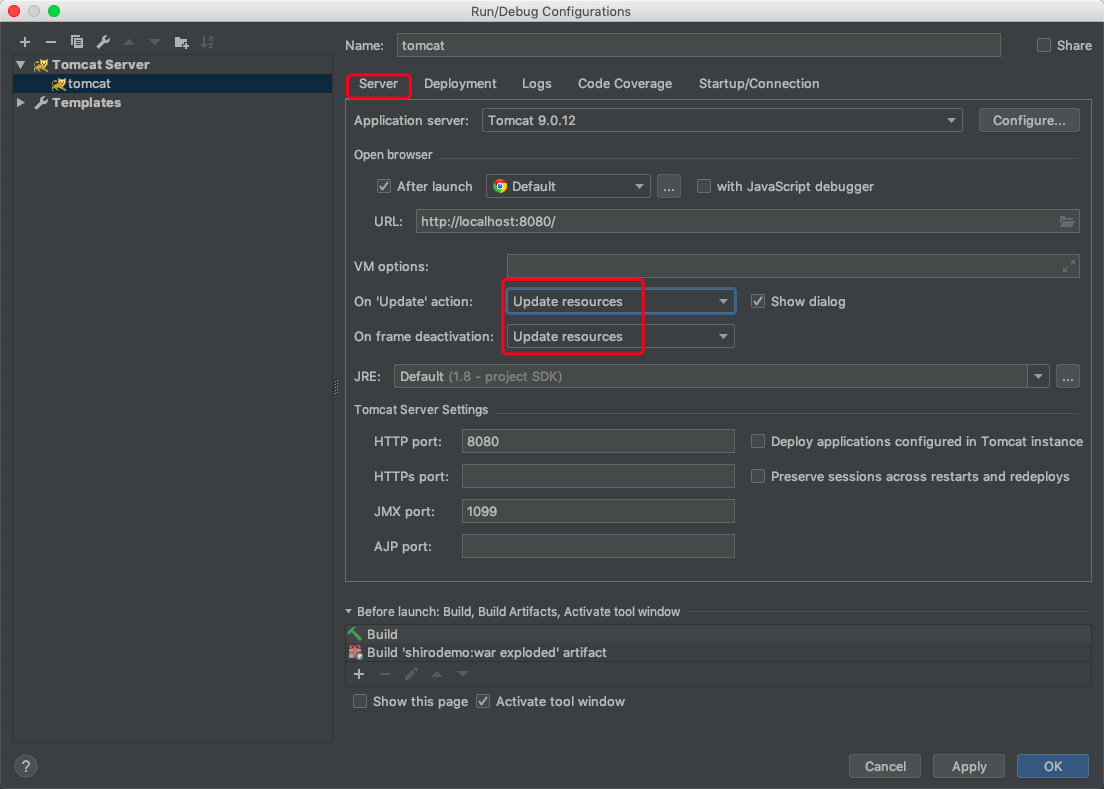 Run/Debug Configurations
Name: tomcat Share
Tomcat Server
tomcat
Templates
Server Deployment Logs Code Coverage Startup/Connection
Application server: Tomcat 9.0.12 Configure...
Open browser
After launch Default ... with JavaScript debugger
URL: http://localhost:8080/
VM options:
On 'Update' action: Update resources Show dialog
On frame deactivation: Update resources
JRE: Default (1.8 - project SDK) ...
Tomcat Server Settings
HTTP port: 8080 Deploy applications configured in Tomcat instance
HTTPs port: Preserve sessions across restarts and redeploys
JMX port: 1099
AJP port:
Before launch: Build, Build Artifacts, Activate tool window
Build
Build 'shirodemo:war exploded' artifact
Show this page Activate tool window
? Cancel Apply OK